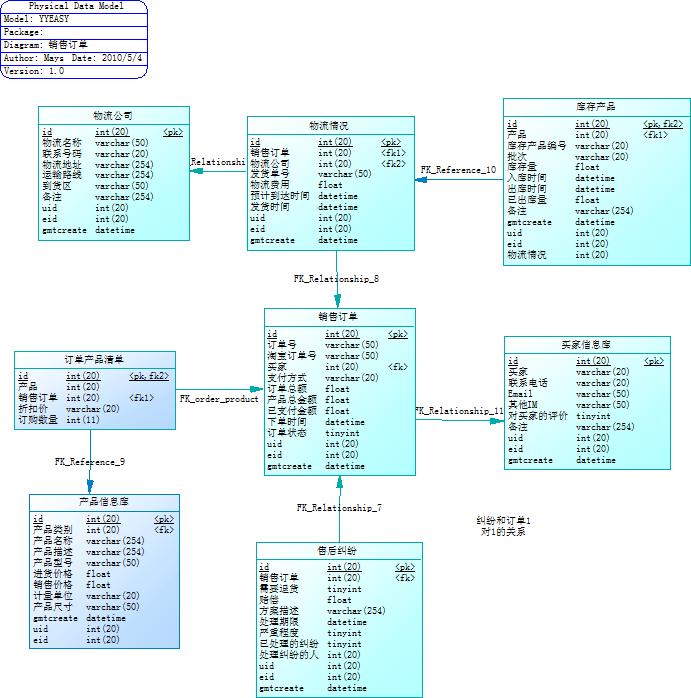 Physical Data Model
Model: YYEASY
Package:
Diagram: 销售订单
Author: Mays Date: 2010/5/4
Version: 1.0
物流公司
id int(20) <pk>
物流名称 varchar(50)
联系号码 varchar(20)
物流地址 varchar(254)
运输路线 varchar(254)
到货区 varchar(50)
备注 varchar(254)
uid int(20)
eid int(20)
gmtcreate datetime
Relationshi
物流情况
id int(20) <pk>
销售订单 int(20) <fk1>
物流公司 int(20) <fk2>
发货单号 varchar(50)
物流费用 float
预计到达时间 datetime
发货时间 datetime
uid int(20)
eid int(20)
gmtcreate datetime
FK_Reference_10
库存产品
id int(20) <pk,fk2>
产品 int(20) <fk1>
库存产品编号 varchar(20)
批次 varchar(20)
库存量 float
入库时间 datetime
出库时间 datetime
已出库量 float
备注 varchar(254)
gmtcreate datetime
uid int(20)
eid int(20)
物流情况 int(20)
FK_Relationship_8
销售订单
id int(20) <pk>
订单号 varchar(50)
淘宝订单号 varchar(50)
买家 int(20) <fk>
支付方式 varchar(20)
订单总额 float
产品总金额 float
已支付金额 float
下单时间 datetime
订单状态 tinyint
uid int(20)
eid int(20)
gmtcreate datetime
订单产品清单
id int(20) <pk,fk2>
产品 int(20)
销售订单 int(20) <fk1>
折扣价 varchar(20)
订购数量 int(11)
FK_order_product
FK_Relationship_11
买家信息库
id int(20) <pk>
买家 varchar(20)
联系电话 varchar(20)
Email varchar(50)
其他IM varchar(50)
对买家的评价 tinyint
备注 varchar(254)
uid int(20)
eid int(20)
gmtcreate datetime
FK_Reference_9
产品信息库
id int(20) <pk>
产品类别 int(20) <fk>
产品名称 varchar(254)
产品描述 varchar(254)
产品型号 varchar(50)
进货价格 float
销售价格 float
计量单位 varchar(20)
产品尺寸 varchar(50)
gmtcreate datetime
uid int(20)
eid int(20)
FK_Relationship_7
售后纠纷
id int(20) <pk>
销售订单 int(20) <fk>
需要退货 tinyint
赔偿 float
方案描述 varchar(254)
处理期限 datetime
严重程度 tinyint
已处理的纠纷 tinyint
处理纠纷的人 int(20)
uid int(20)
eid int(20)
gmtcreate datetime
纠纷和订单1
对1的关系